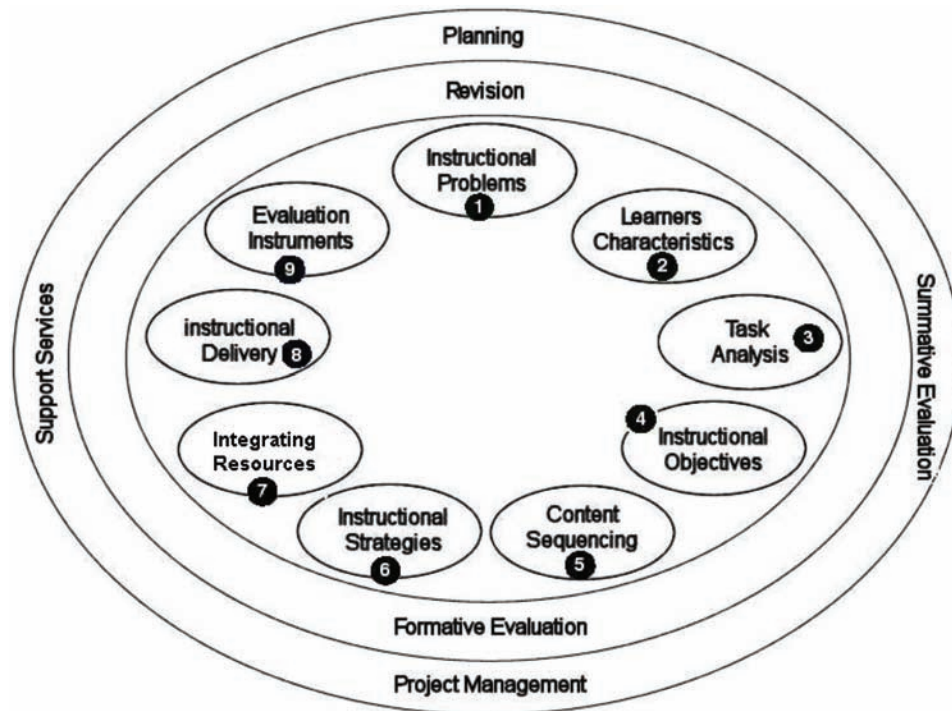 Planning
Revision
Instructional
Problems
1
Learners
Characteristics
2
Task
Analysis
3
4
Instructional
Objectives
Content
Sequencing
5
Instructional
Strategies
6
Integrating
Resources
7
instructional
Delivery
8
Evaluation
Instruments
9
Support Services
Summative Evaluation
Formative Evaluation
Project Management